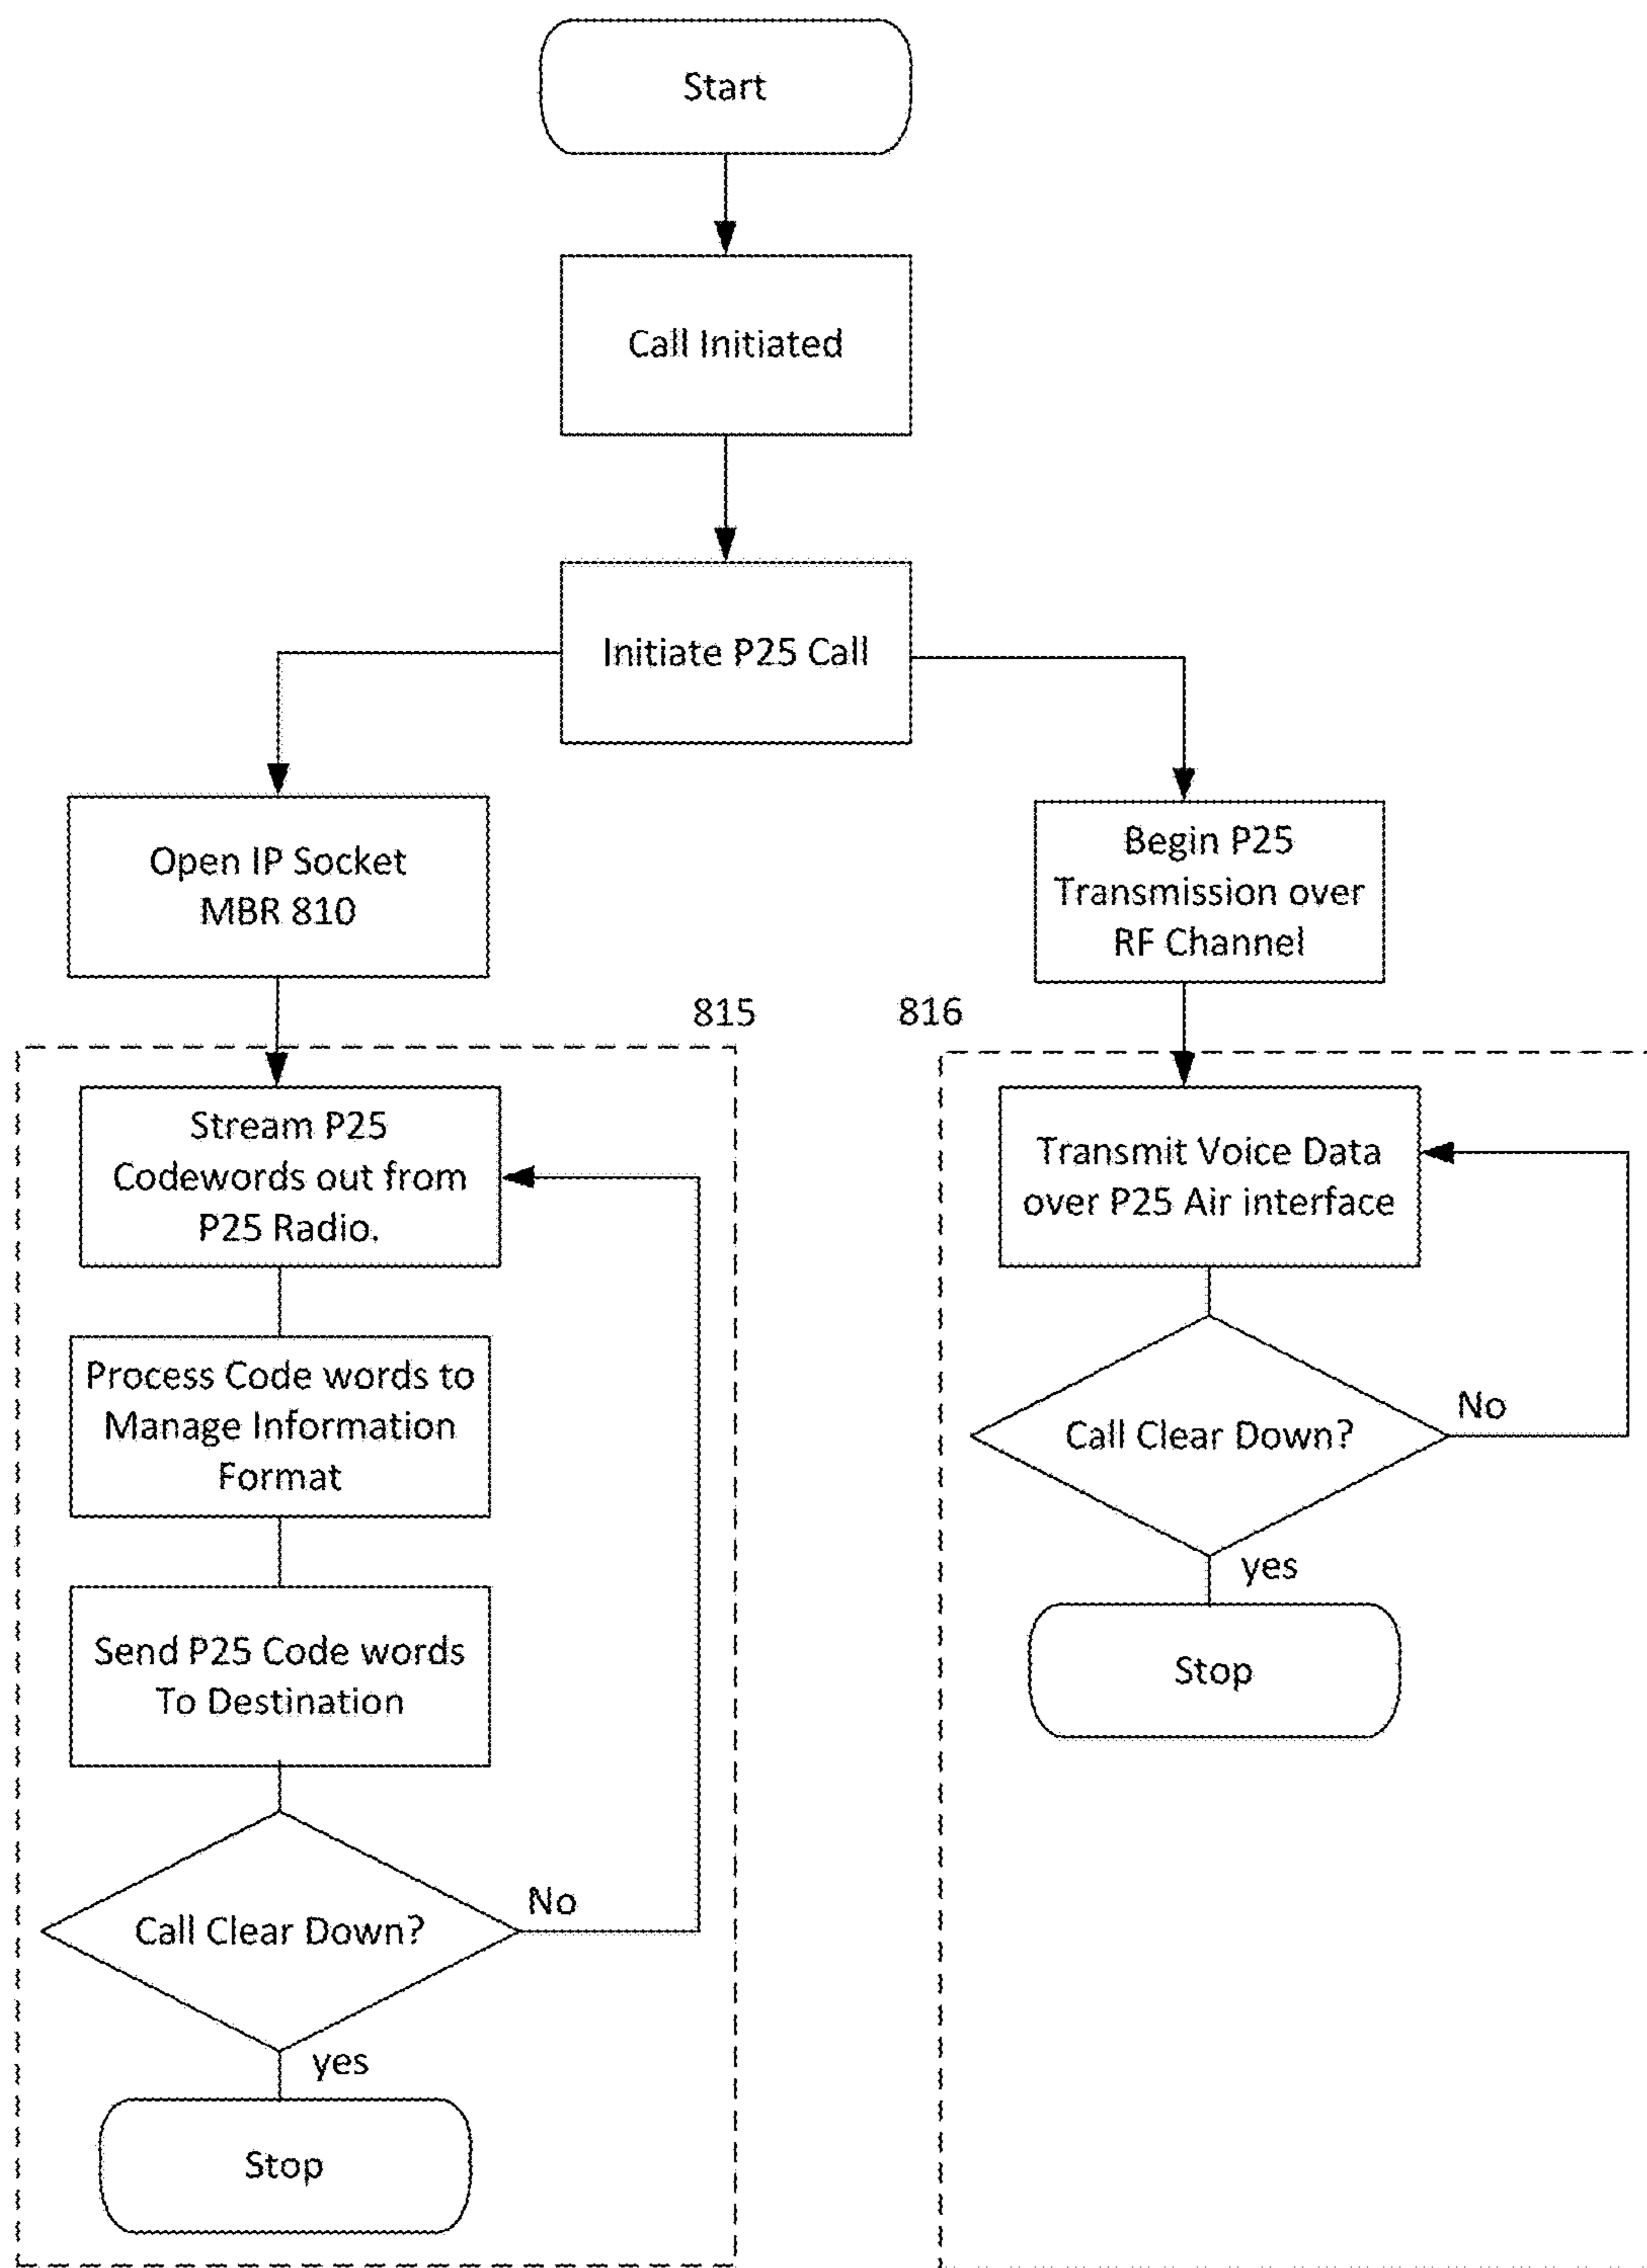 Start
Call Initiated
Initiate P25 Call
Open IP Socket
MBR 810
Begin P25
Transmission over
RF Channel
815
816
Stream P25
Codewords out from
P25 Radio.
Process Code words to
Manage Information
Format
Send P25 Code words
To Destination
Call Clear Down?
No
yes
Stop
Transmit Voice Data
over P25 Air interface
Call Clear Down?
No
yes
Stop